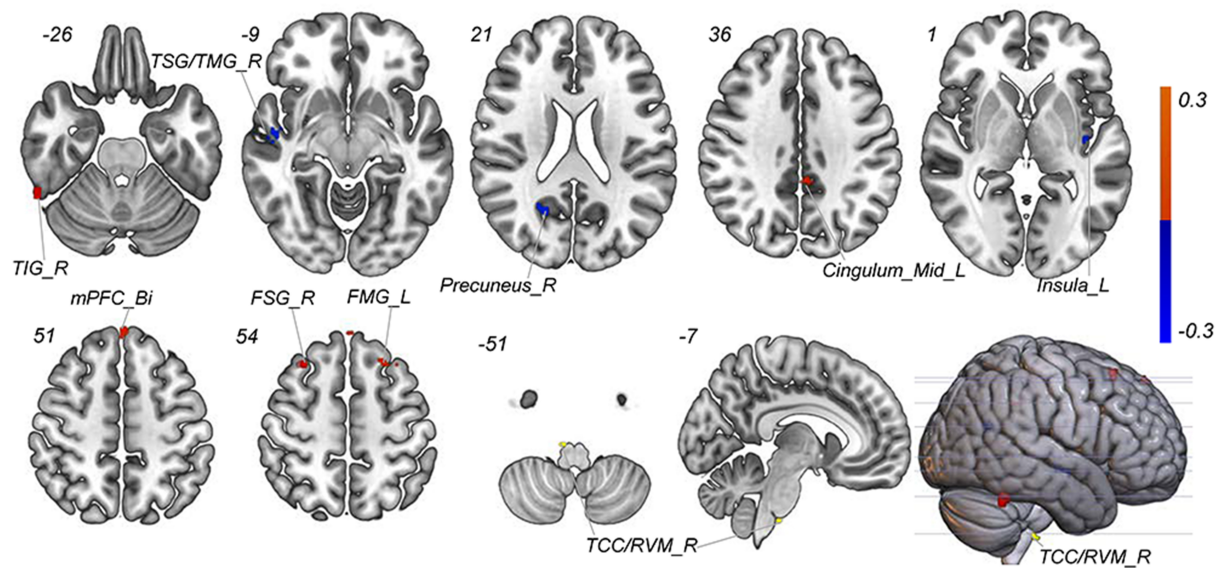 -26
-9
21
36
1
TSG/TMG_R
0.3
TIG_R
Precuneus_R
Cingulum_Mid_L
Insula_L
mPFC_Bi
FSG_R
FMG_L
51
54
-51
-7
-0.3
TCC/RVM_R
TCC/RVM_R